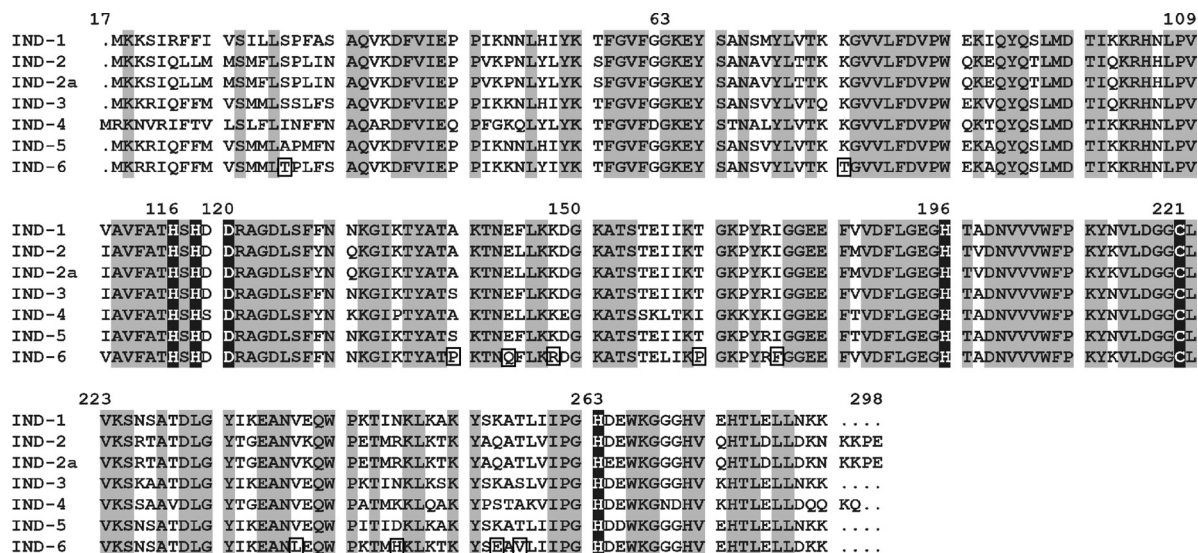 17 63 109
IND-1 .MKKSIRFFI VSILLSPFAS AQVKDFVIEP PIKNNLHIYK TFGVFGGKEY SANSMYLVTK KGVVLFDVPW EKIQYQSLMD TIKKRHNLPV
IND-2 .MKKSIQLLM MSMFLSPLIN AQVKDFVIEP PVKPNLYLYK SFGVFGGKEY SANAVYLTTK KGVVLFDVPW QKEQYQTLMD TIQKRHHLPV
IND-2a .MKKSIQLLM MSMFLSPLIN AQVKDFVIEP PVKPNLYLYK SFGVFGGKEY SANAVYLTTK KGVVLFDVPW QKEQYQTLMD TIQKRHHLPV
IND-3 .MKKRIQFFM VSMMLSSLFS AQVKDFVIEP PIKKNLHIYK TFGVFGGKEY SANSVYLVTQ KGVVLFDVPW EKVQYQSLMD TIQKRHNLPV
IND-4 MRKNVRIFTV LSLFLINFFN AQARDFVIEQ PFGKQLYLYK TFGVFDGKEY STNALYLVTK KGVVLFDVPW QKTQYQSLMD TIQKRHNLPV
IND-5 .MKKRIQFFM VSMMLAPMFN AQVKDFVIEP PIKNNLHIYK TFGVFGGKEY SANSVYLVTK KGVVLFDVPW EKVQYQSLMD TIKKRHNLPV
IND-6 .MKRRIQFFM VSMMLTPLFS AQVKDFVIEP PIKNNLYIYK TFGVFGGKEY SANSVYLVTK TGVVLFDVPW EKAQYQSLMD TIKKRHNLPV
116 120 150 196 221
IND-1 VAVFATHSHD DRAGDLSFFN NKGIKTYATA KTNEFLKKDG KATSTEIIKT GKPYRIGGEE FVVDFLGEGH TADNVVVWFP KYNVLDGGCL
IND-2 IAVFATHSHD DRAGDLSFYN QKGIKTYATA KTNELLKKDG KATSTEIIKT GKPYKIGGEE FMVDFLGEGH TVDNVVVWFP KYKVLDGGCL
IND-2a IAVFATHSHD DRAGDLSFYN QKGIKTYATA KTNELLKKDG KATSTEIIKT GKPYKIGGEE FMVDFLGEGH TVDNVVVWFP KYKVLDGGCL
IND-3 IAVFATHSHD DRAGDLSFFN NKGIKTYATS KTNEFLKKDG KATSTEIIKT GKPYRIGGEE FVVDFLGEGH TADNVVVWFP KYNVLDGGCL
IND-4 IAVFATHSHS DRAGDLSFYN KKGIPTYATA KTNELLKKEG KATSSKLTKI GKKYKIGGEE FTVDFLGEGH TADNVVVWFP KYNVLDGGCL
IND-5 VAVFATHSHD DRAGDLSFFN NKGIKTYATS KTNEFLKKDG KATSTEIIKT GKPYRIGGEE FTVDFLGEGH TADNVVVWFP KYNVLDGGCL
IND-6 VAVFATHSHD DRAGDLSFFN NKGIKTYATP KTNQFLKRDG KATSTELIKP GKPYRFGGEE FVVDFLGEGH TADNVVVWFP KYKVLDGGCL
223 263 298
IND-1 VKSNSATDLG YIKEANVEQW PKTINKLKAK YSKATLIIPG HDEWKGGGHV EHTLELLNKK ....
IND-2 VKSRTATDLG YTGEANVKQW PETMRKLKTK YAQATLVIPG HDEWKGGGHV QHTLDLLDKN KKPE
IND-2a VKSRTATDLG YTGEANVKQW PETMRKLKTK YAQATLVIPG HEEWKGGGHV QHTLDLLDKN KKPE
IND-3 VKSKAATDLG YIKEANVEQW PKTINKLKSK YSKASLVIPG HDEWKGGGHV KHTLELLNKK ....
IND-4 VKSSAAVDLG YTKEANVEQW PATMKKLQAK YPSTAKVIPG HDEWKGNDHV KHTLELLDQQ KQ..
IND-5 VKSNSATDLG YIKEANVEQW PITIDKLKAK YSKATLIIPG HDDWKGGGHV EHTLELLNKK ....
IND-6 VKSNSATDLG YIKEANLEQW PKTMHKLKTK YSEAVLIIPG HDEWKGGGHV EHTLELLDKK ....